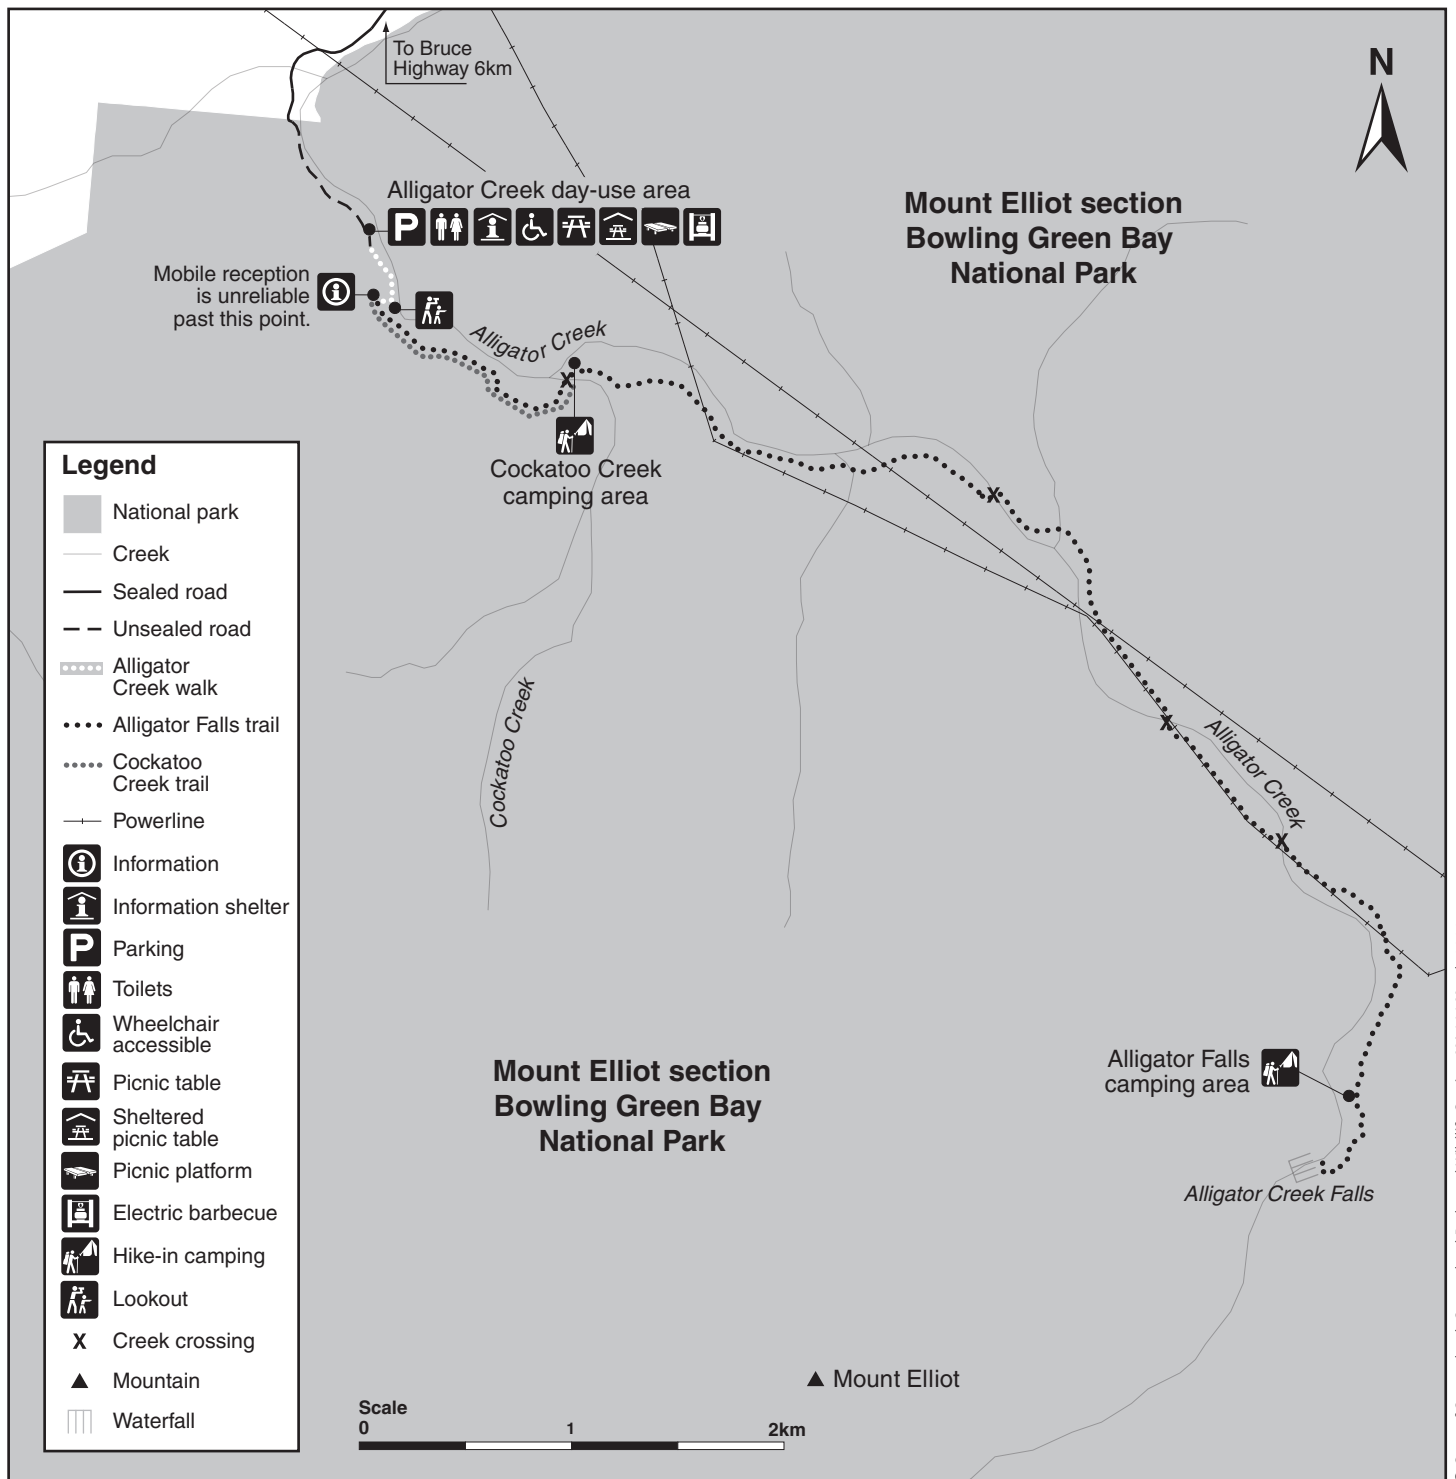 To Bruce
Highway 6km
N
Alligator Creek day-use area
P
Mount Elliot section
Bowling Green Bay
National Park
Mobile reception
is unreliable
past this point.
Alligator Creek
X
Cockatoo Creek
camping area
X
Legend
National park
Creek
Sealed road
Unsealed road
Alligator
Creek walk
Alligator Falls trail
Cockatoo
Creek trail
Powerline
Information
Information shelter
P
Parking
Toilets
Wheelchair
accessible
Picnic table
Sheltered
picnic table
Picnic platform
Electric barbecue
Hike-in camping
Lookout
X
Creek crossing
Mountain
Waterfall
Cockatoo Creek
X
Alligator Creek
X
Mount Elliot section
Bowling Green Bay
National Park
Alligator Falls
camping area
Alligator Creek Falls
Mount Elliot
Scale
0 1 2km